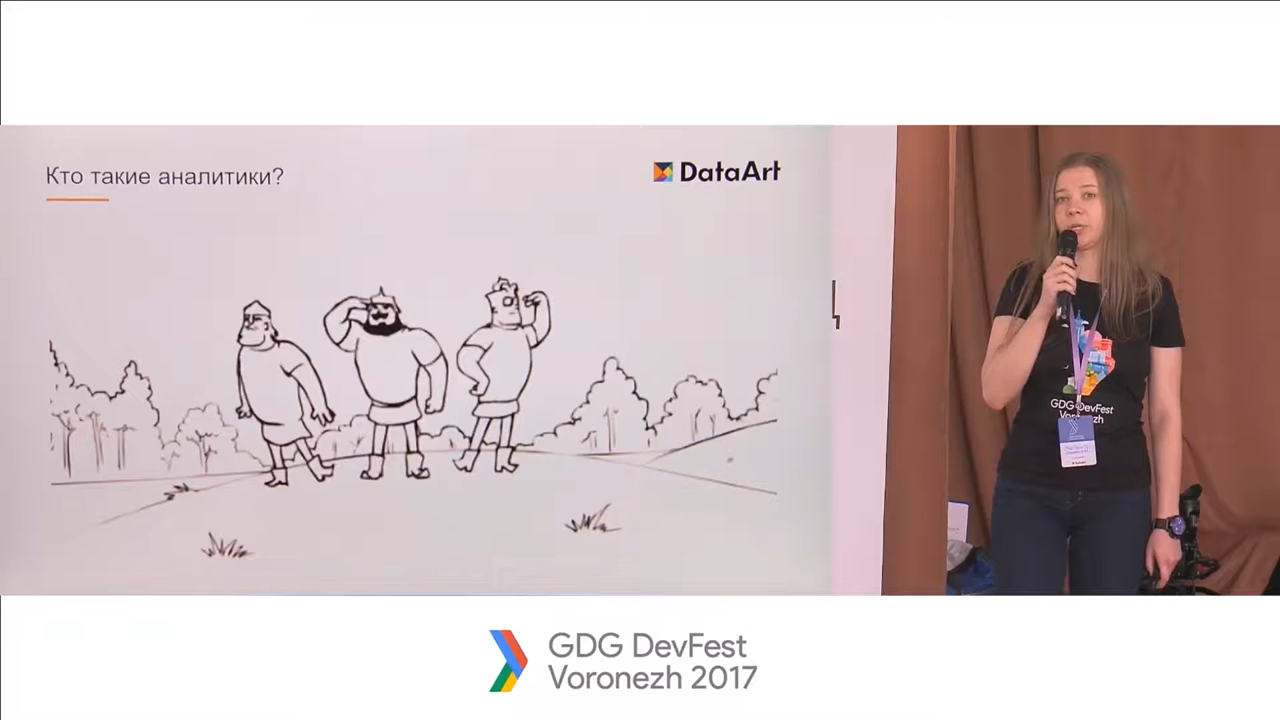 Кто такие аналитики?
DataArt
GDG DevFest
Voronezh
GDG DevFest
Voronezh 2017